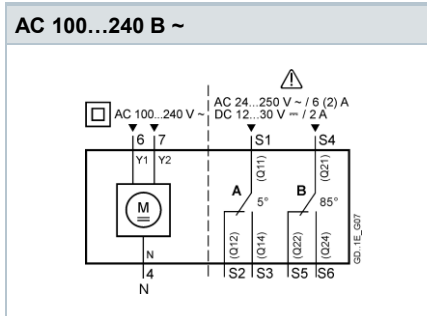 AC 100...240 В ~
AC 100...240 V ~
AC 24...250 V ~ / 6 (2) A
DC 12...30 V ⎓ / 2 A
6 7 S1 S4
Y1 Y2 (Q11) (Q21)
A 5° B 85°
M
N (Q12) (Q14) (Q22) (Q24)
4 S2 S3 S5 S6
N
GD..1E_G07